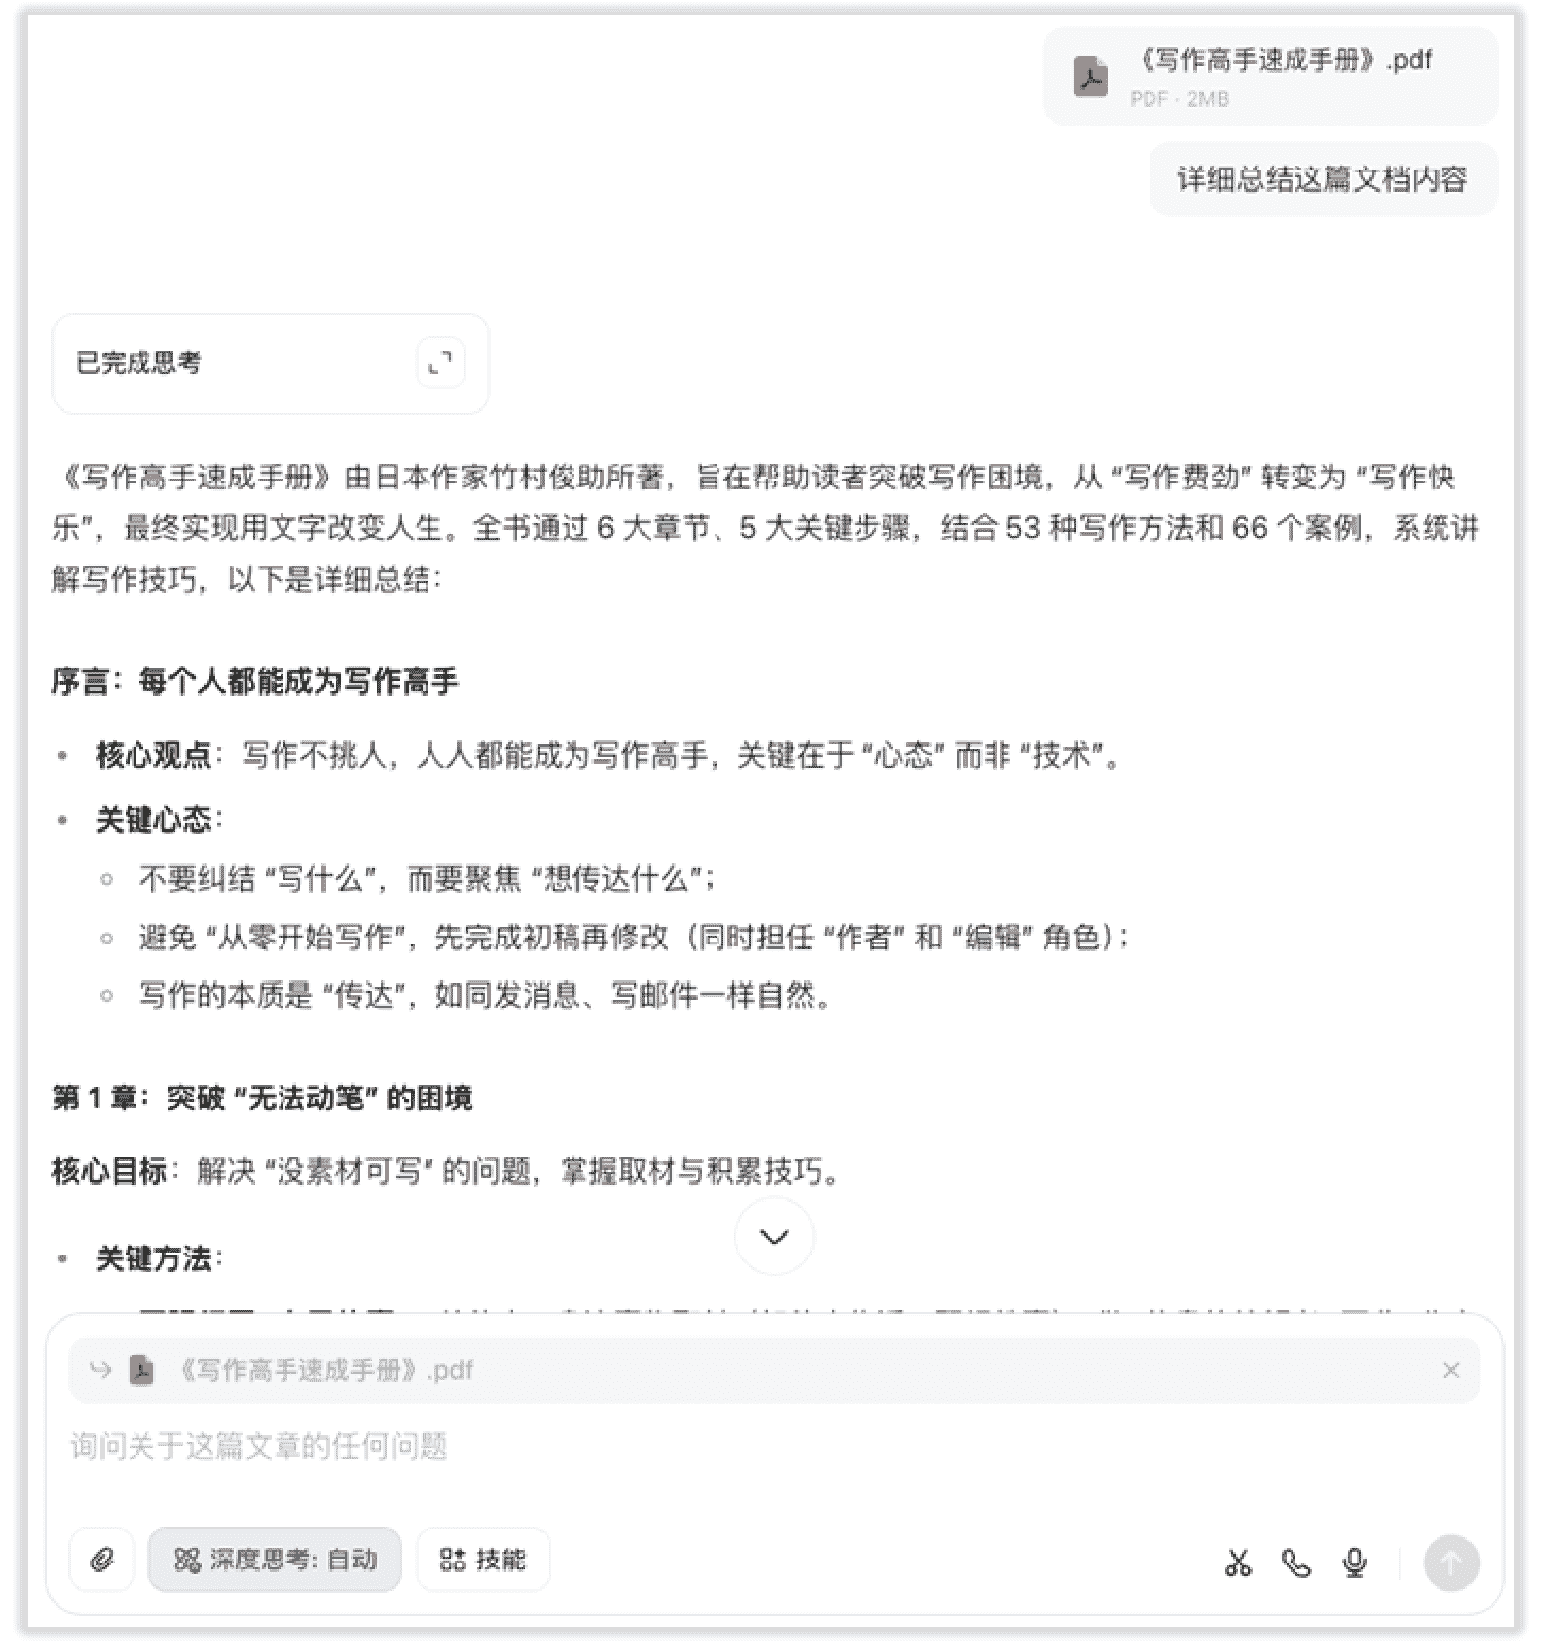 《写作高手速成手册》.pdf
PDF · 2MB
详细总结这篇文档内容
已完成思考
《写作高手速成手册》由日本作家竹村俊助所著，旨在帮助读者突破写作困境，从 “写作费劲” 转变为 “写作快
乐”，最终实现用文字改变人生。全书通过 6 大章节、5 大关键步骤，结合 53 种写作方法和 66 个案例，系统讲
解写作技巧，以下是详细总结：
序言：每个人都能成为写作高手
• 核心观点：写作不挑人，人人都能成为写作高手，关键在于 “心态” 而非 “技术”。
• 关键心态：
○ 不要纠结 “写什么”，而要聚焦 “想传达什么”；
○ 避免 “从零开始写作”，先完成初稿再修改（同时担任 “作者” 和 “编辑” 角色）；
○ 写作的本质是 “传达”，如同发消息、写邮件一样自然。
第 1 章：突破 “无法动笔” 的困境
核心目标：解决 “没素材可写” 的问题，掌握取材与积累技巧。
• 关键方法：
《写作高手速成手册》.pdf
询问关于这篇文章的任何问题
深度思考: 自动
技能